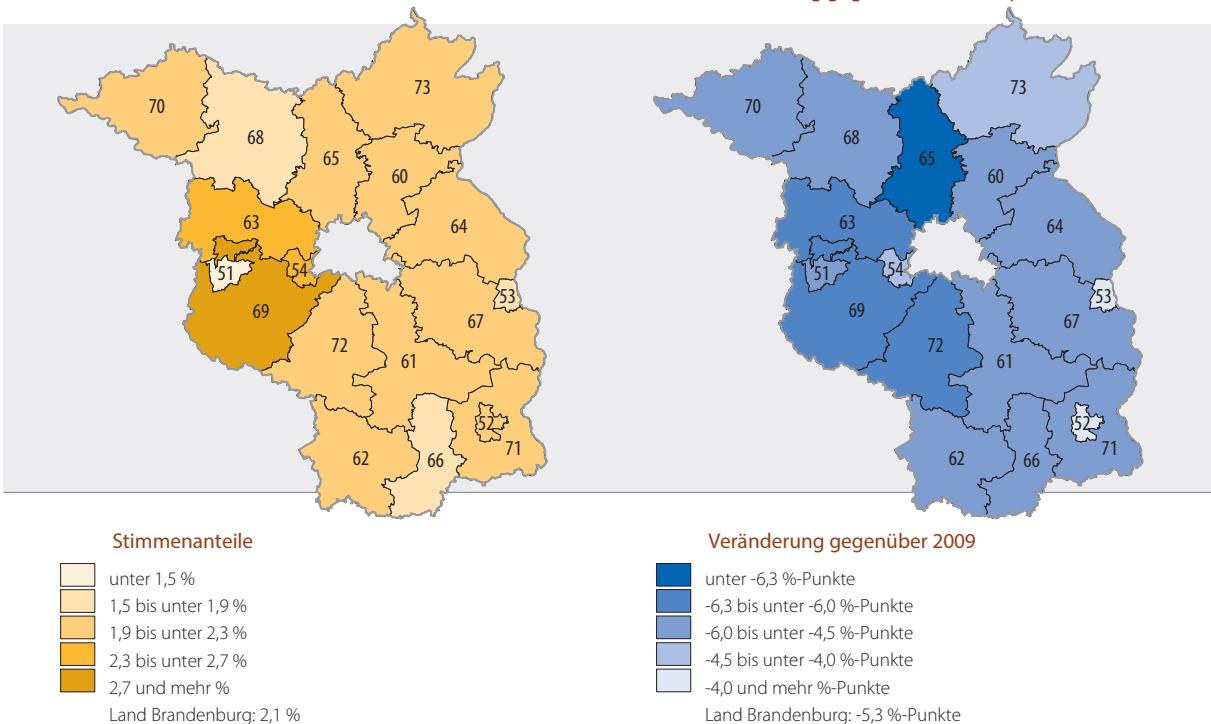 70
73
68
65
60
63
64
51
54
53
69
67
72
61
52
62
66
71
70
73
68
65
60
63
64
51
54
53
69
67
72
61
52
62
66
71
Stimmenanteile
unter 1,5 %
1,5 bis unter 1,9 %
1,9 bis unter 2,3 %
2,3 bis unter 2,7 %
2,7 und mehr %
Land Brandenburg: 2,1 %
Veränderung gegenüber 2009
unter -6,3 %-Punkte
-6,3 bis unter -6,0 %-Punkte
-6,0 bis unter -4,5 %-Punkte
-4,5 bis unter -4,0 %-Punkte
-4,0 und mehr %-Punkte
Land Brandenburg: -5,3 %-Punkte